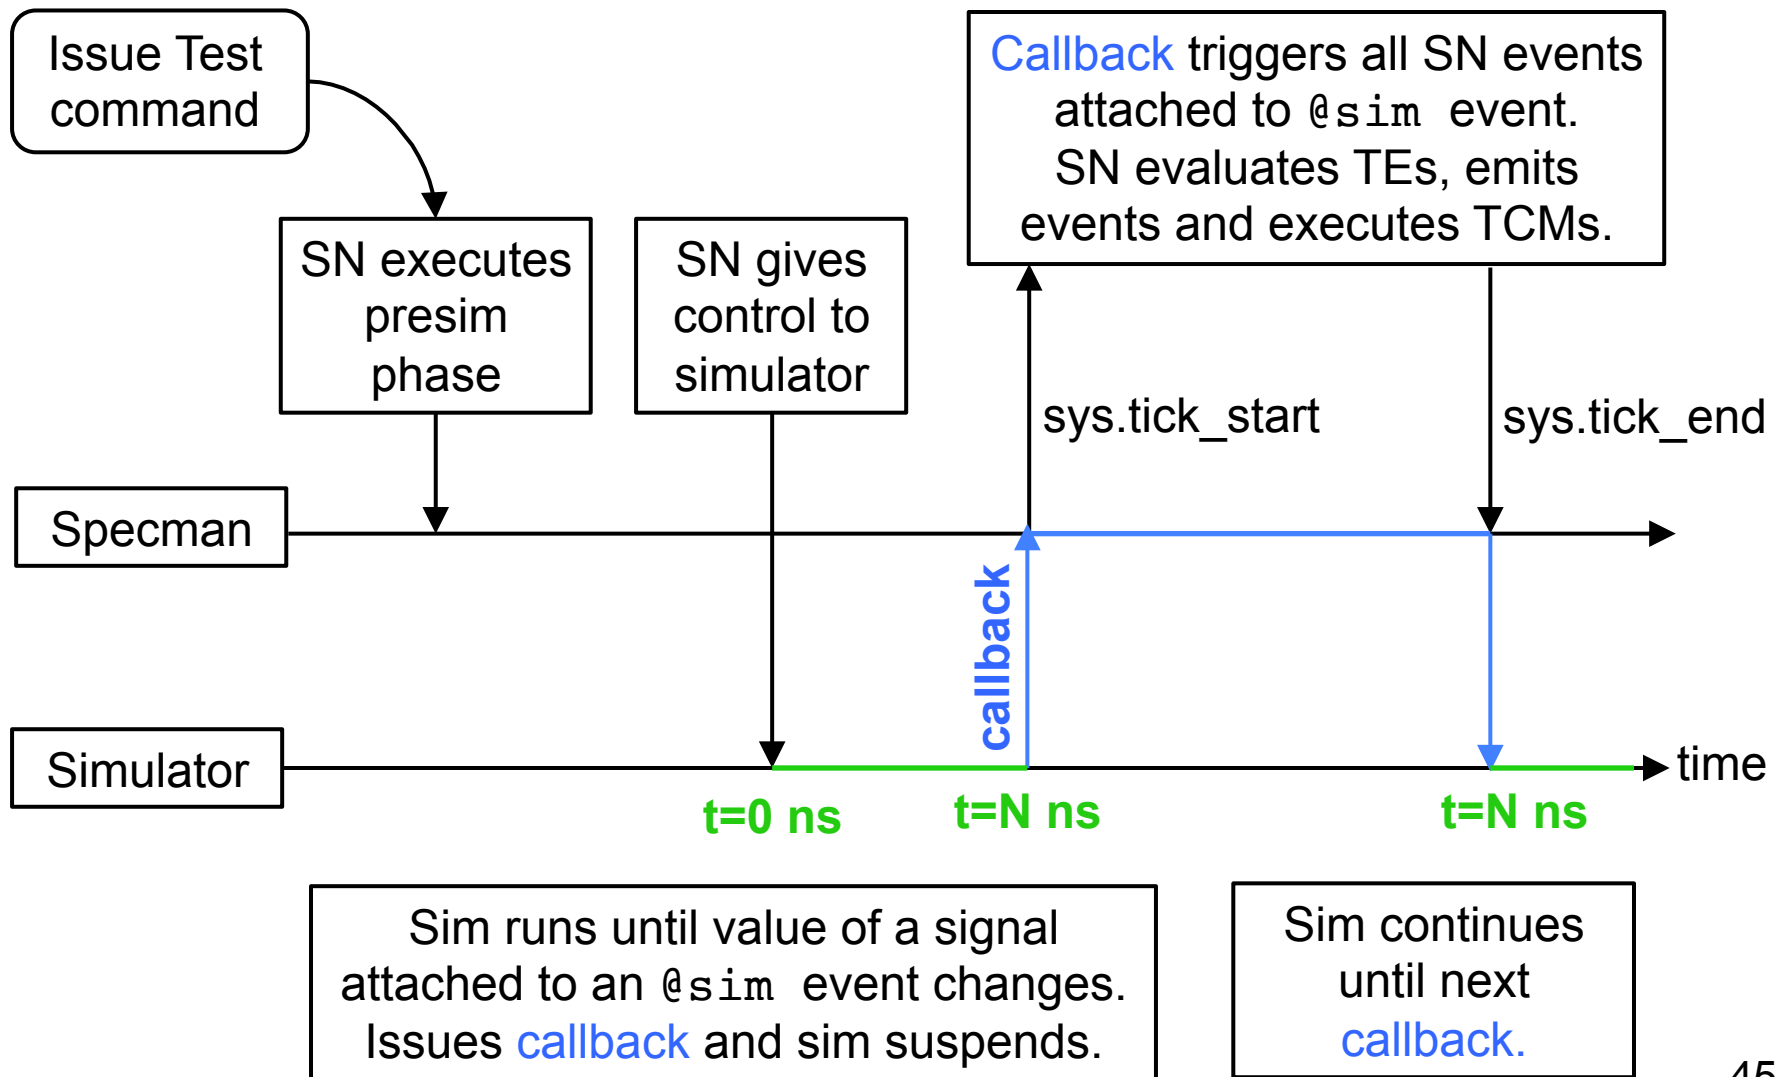 Issue Test
command
Callback triggers all SN events
attached to @sim event.
SN evaluates TEs, emits
events and executes TCMs.
SN executes
presim
phase
SN gives
control to
simulator
sys.tick_start
sys.tick_end
Specman
callback
Simulator
time
t=0 ns
t=N ns
t=N ns
Sim runs until value of a signal
attached to an @sim event changes.
Issues callback and sim suspends.
Sim continues
until next
callback.
45